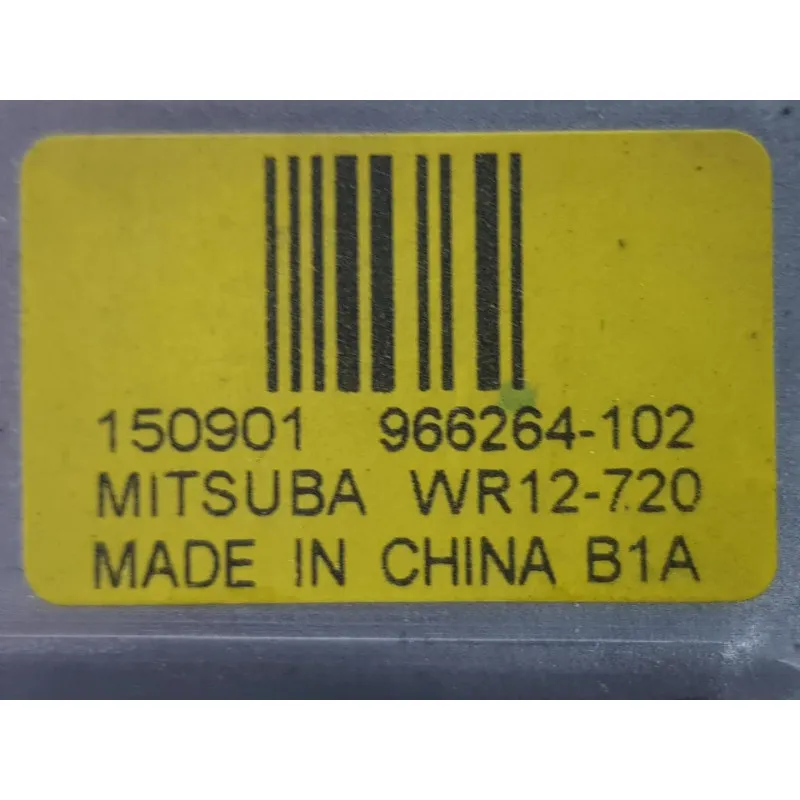 150901 966264-102
MITSUBA WR12-720
MADE IN CHINA B1A